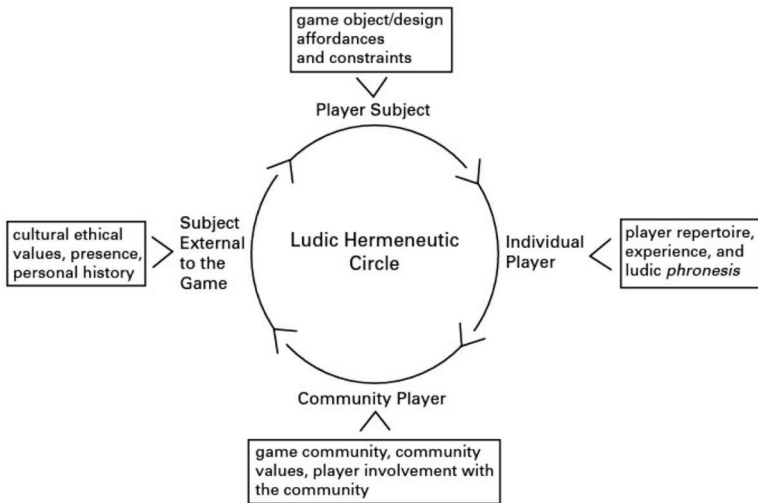 game object/design
affordances
and constraints
Player Subject
cultural ethical
values, presence,
personal history
Subject
External
to the
Game
Ludic Hermeneutic
Circle
Individual
Player
player repertoire,
experience, and
ludic phronesis
Community Player
game community, community
values, player involvement with
the community